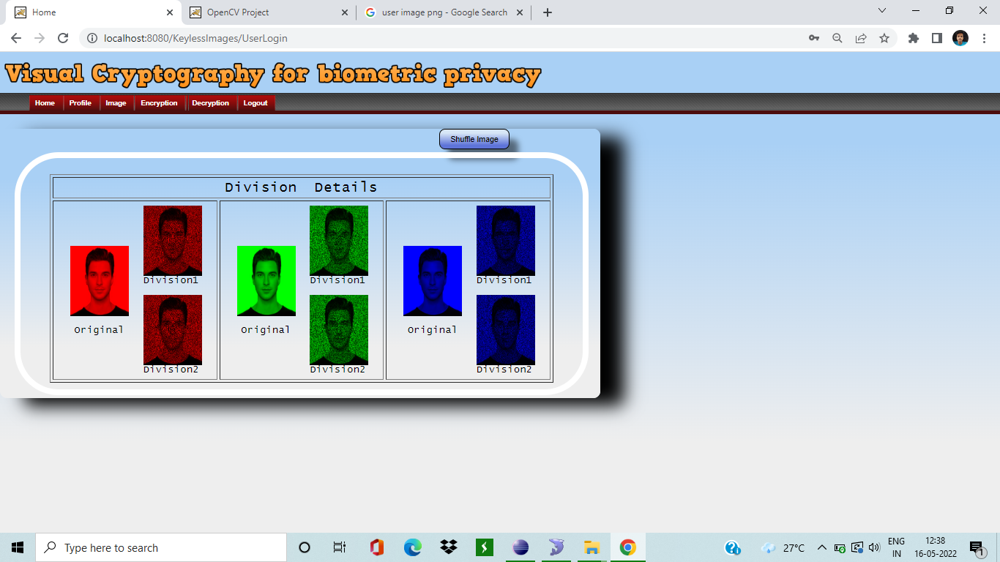 Home
OpenCV Project
user image png - Google Search
localhost:8080/KeylessImages/UserLogin
Visual Cryptography for biometric privacy
Home Profile Image Encryption Decryption Logout
Shuffle Image
Division Details
Division1 Division1 Division1
Original Original Original
Division2 Division2 Division2
Type here to search
27°C
ENG
IN
12:38
16-05-2022
1